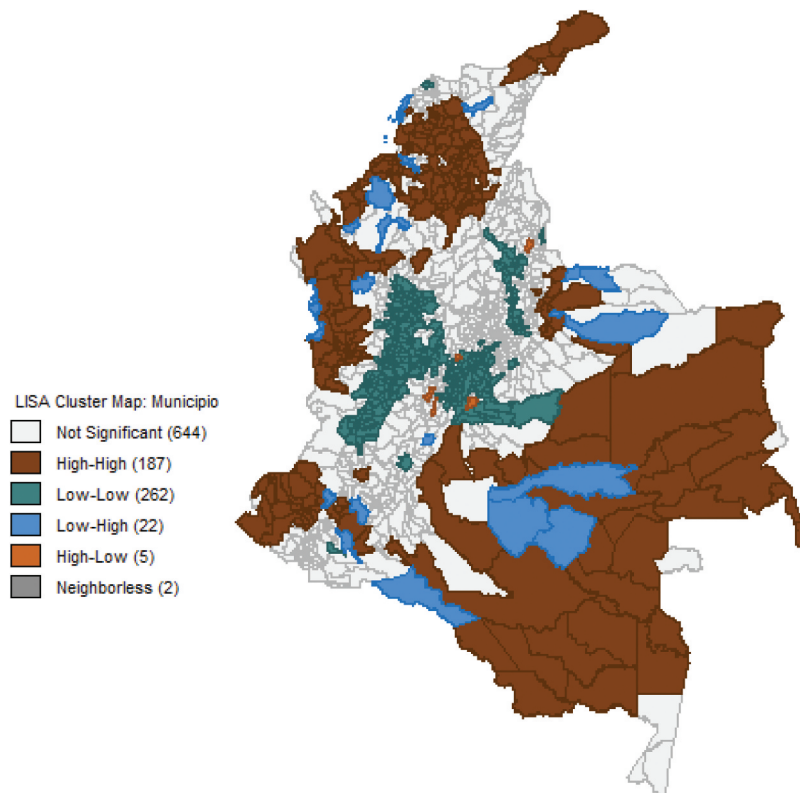 LISA Cluster Map: Municipio
Not Significant (644)
High-High (187)
Low-Low (262)
Low-High (22)
High-Low (5)
Neighborless (2)